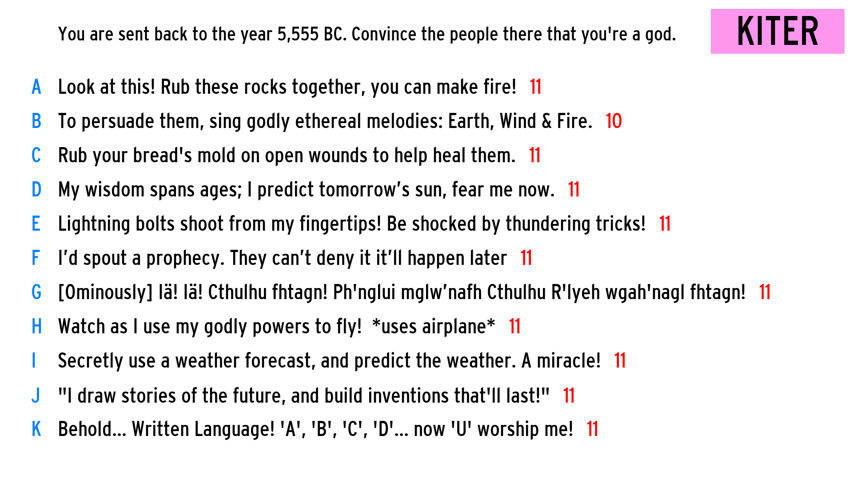 You are sent back to the year 5,555 BC. Convince the people there that you're a god.
KITER
A Look at this! Rub these rocks together, you can make fire! 11
B To persuade them, sing godly ethereal melodies: Earth, Wind & Fire. 10
C Rub your bread's mold on open wounds to help heal them. 11
D My wisdom spans ages; I predict tomorrow’s sun, fear me now. 11
E Lightning bolts shoot from my fingertips! Be shocked by thundering tricks! 11
F I’d spout a prophecy. They can’t deny it it’ll happen later 11
G [Ominously] Iä! Iä! Cthulhu fhtagn! Ph'nglui mglw’nafh Cthulhu R'lyeh wgah'nagl fhtagn! 11
H Watch as I use my godly powers to fly! *uses airplane* 11
I Secretly use a weather forecast, and predict the weather. A miracle! 11
J "I draw stories of the future, and build inventions that'll last!" 11
K Behold... Written Language! 'A', 'B', 'C', 'D'... now 'U' worship me! 11